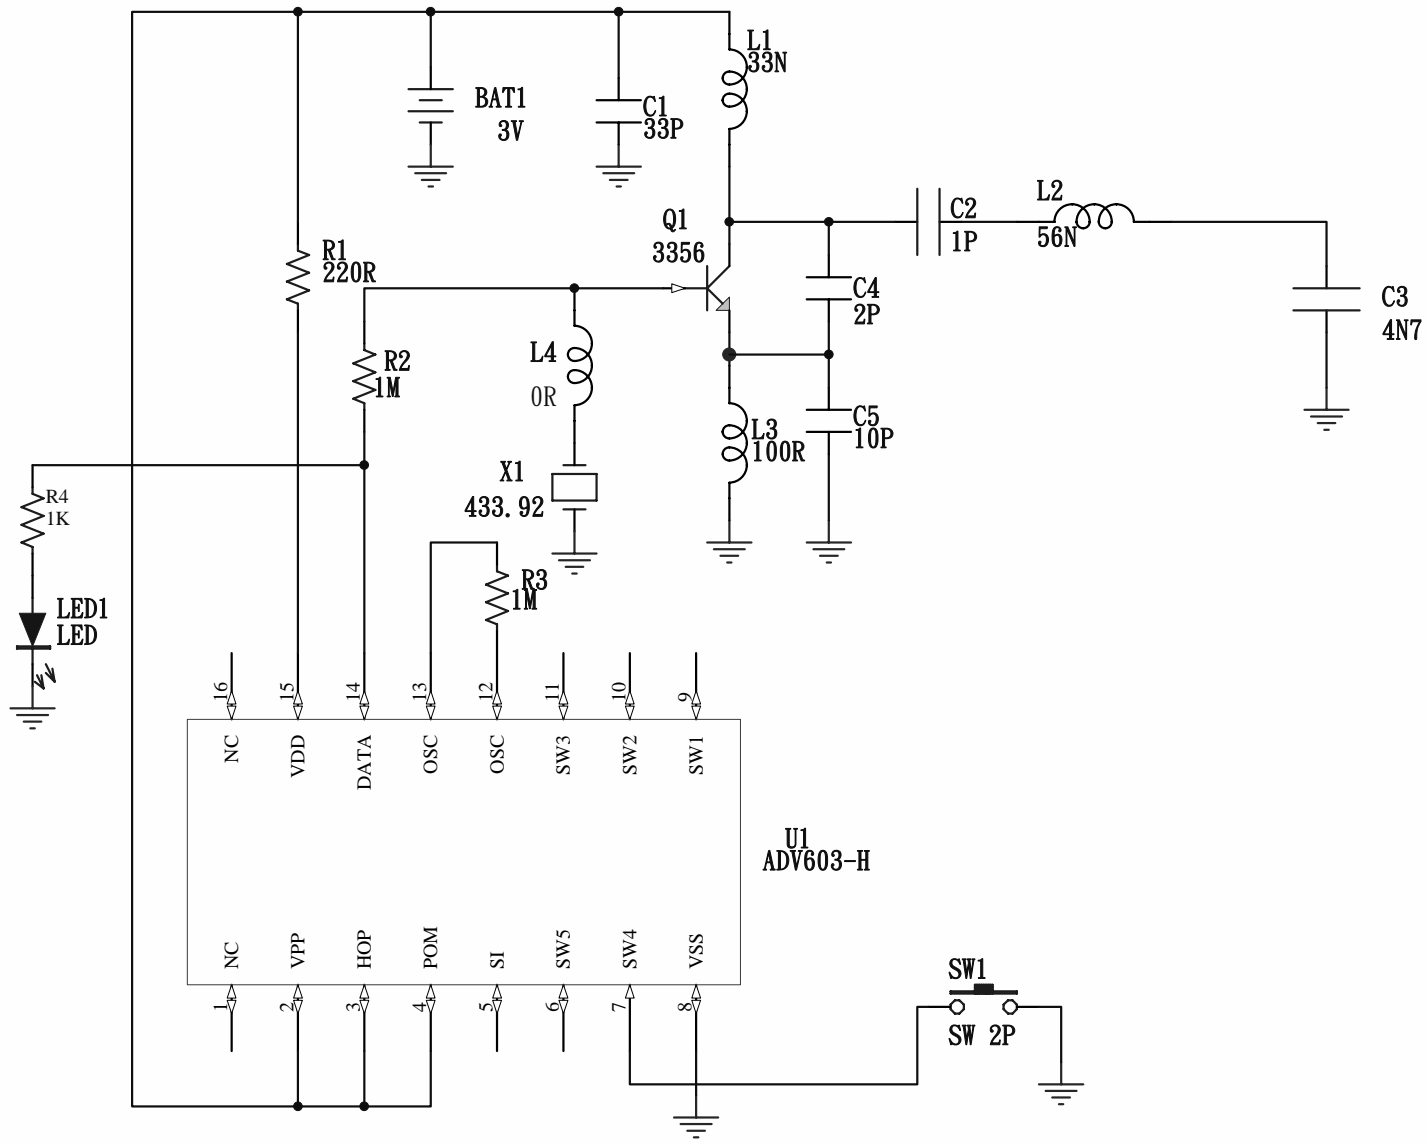 L1
33N
BAT1
3V
C1
33P
Q1
3356
C2
1P
L2
56N
R1
220R
C4
2P
C3
4N7
R2
1M
L4
0R
L3
100R
C5
10P
X1
433.92
R4
1K
R3
1M
LED1
LED
16
15
14
13
12
11
10
9
NC
VDD
DATA
OSC
OSC
SW3
SW2
SW1
U1
ADV603-H
NC
VPP
HOP
POM
SI
SW5
SW4
VSS
1
2
3
4
5
6
7
8
SW1
SW 2P